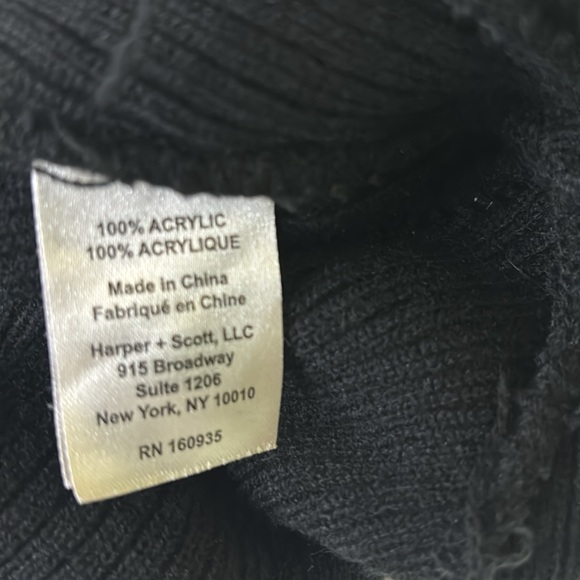 100% ACRYLIC
100% ACRYLIQUE
Made in China
Fabriqué en Chine
Harper + Scott, LLC
915 Broadway
Suite 1206
New York, NY 10010
RN 160935